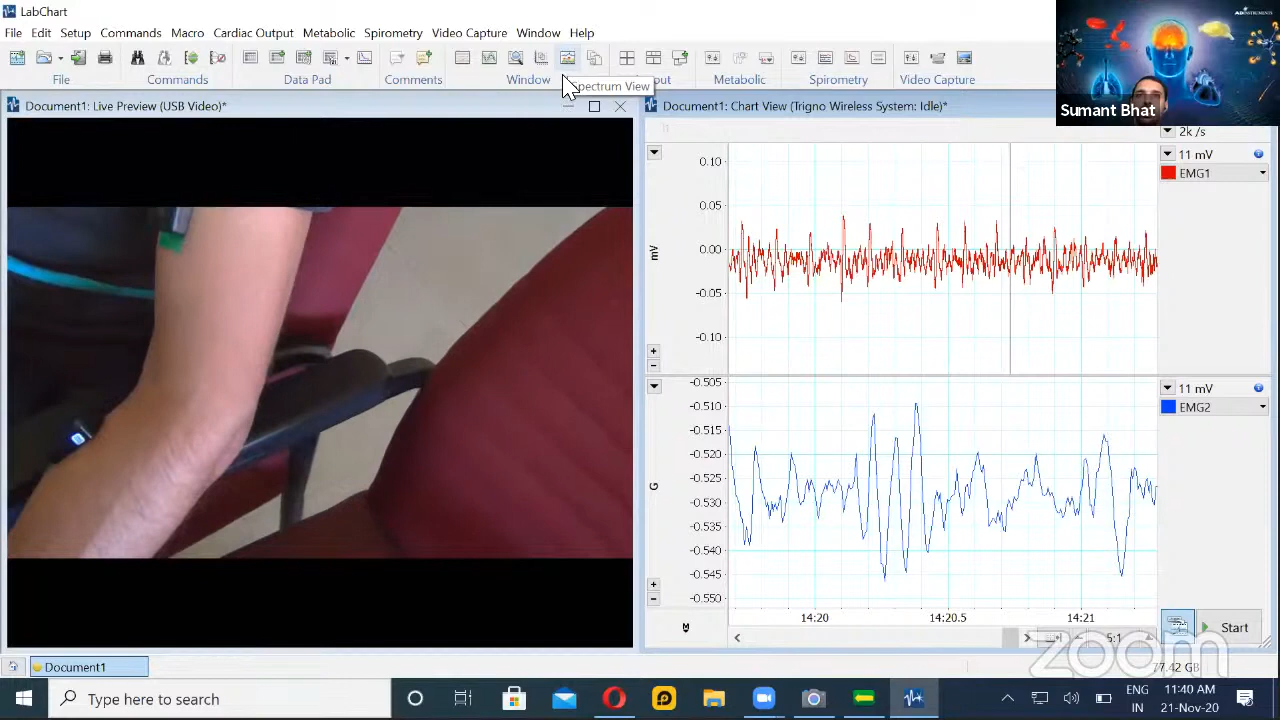 LabChart
File Edit Setup Commands Macro Cardiac Output Metabolic Spirometry Video Capture Window Help
File Commands Data Pad Comments Window Metabolic Spirometry Video Capture
Spectrum View
ADINSTRUMENTS
Sumant Bhat
Document1: Live Preview (USB Video)*
Document1: Chart View (Trigno Wireless System: Idle)*
2k /s
11 mV
EMG1
0.10
0.05
0.00
-0.05
-0.10
mV
11 mV
EMG2
-0.505
-0.510
-0.515
-0.520
-0.525
-0.530
-0.535
-0.540
-0.545
-0.550
G
14:20 14:20.5 14:21
5:1
Start
zoom
Document1
77.42 GB
Type here to search
ENG
IN
11:40 AM
21-Nov-20